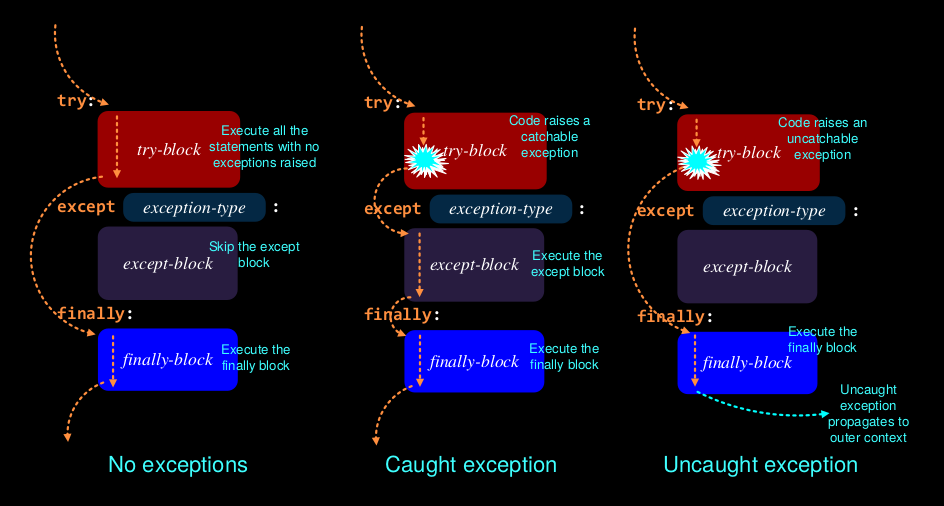 try:
try-block
Execute all the
statements with no
exceptions raised
except exception-type :
except-block
Skip the except
block
finally:
finally-block
Execute the
finally block
No exceptions
try:
try-block
Code raises a
catchable
exception
except exception-type :
except-block
Execute the
except block
finally:
finally-block
Execute the
finally block
Caught exception
try:
try-block
Code raises an
uncatchable
exception
except exception-type :
except-block
finally:
finally-block
Execute the
finally block
Uncaught
exception
propagates to
outer context
Uncaught exception